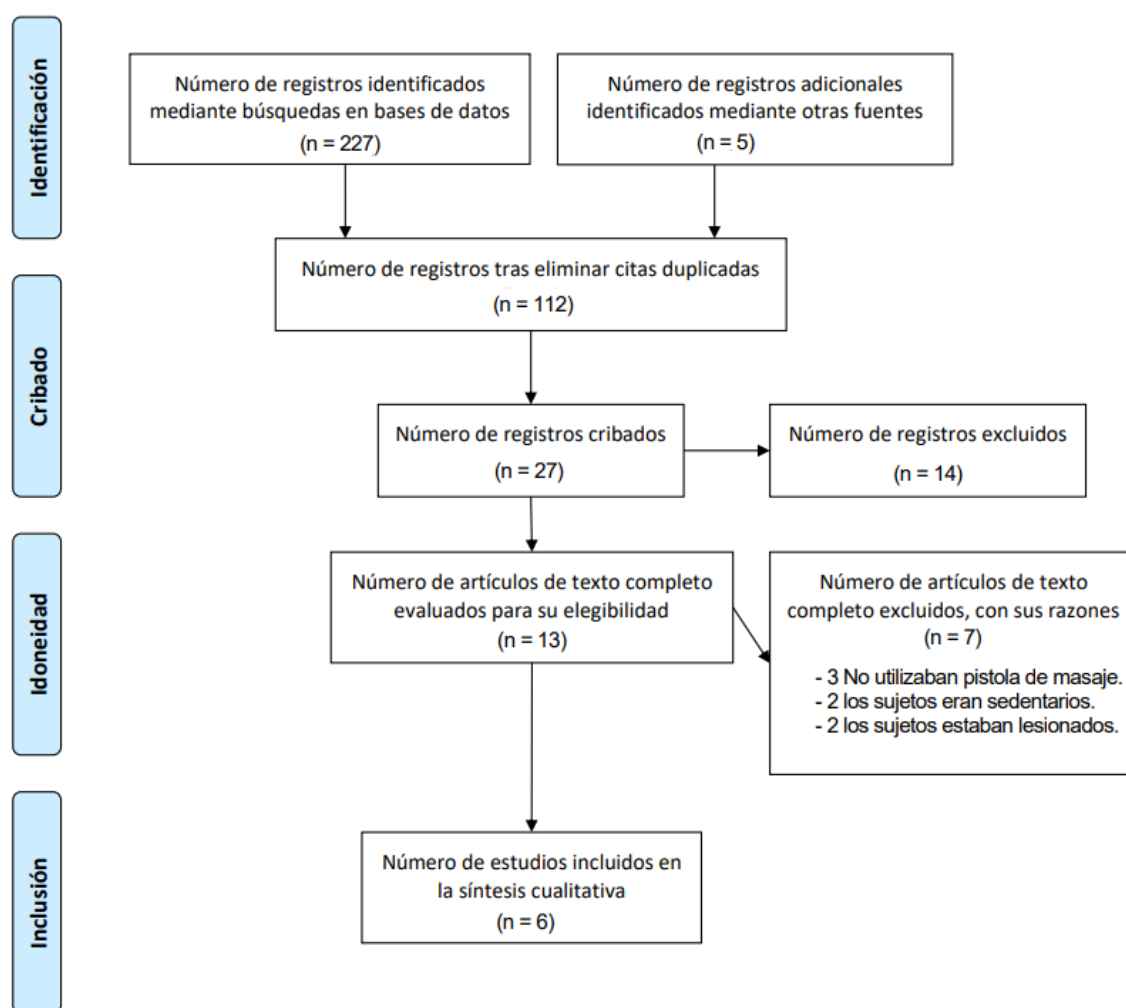 Identificación
Número de registros identificados
mediante búsquedas en bases de datos
(n = 227)
Número de registros adicionales
identificados mediante otras fuentes
(n = 5)
Número de registros tras eliminar citas duplicadas
(n = 112)
Cribado
Número de registros cribados
(n = 27)
Número de registros excluidos
(n = 14)
Idoneidad
Número de artículos de texto completo
evaluados para su elegibilidad
(n = 13)
Número de artículos de texto
completo excluidos, con sus razones
(n = 7)
- 3 No utilizaban pistola de masaje.
- 2 los sujetos eran sedentarios.
- 2 los sujetos estaban lesionados.
Inclusión
Número de estudios incluidos en
la síntesis cualitativa
(n = 6)